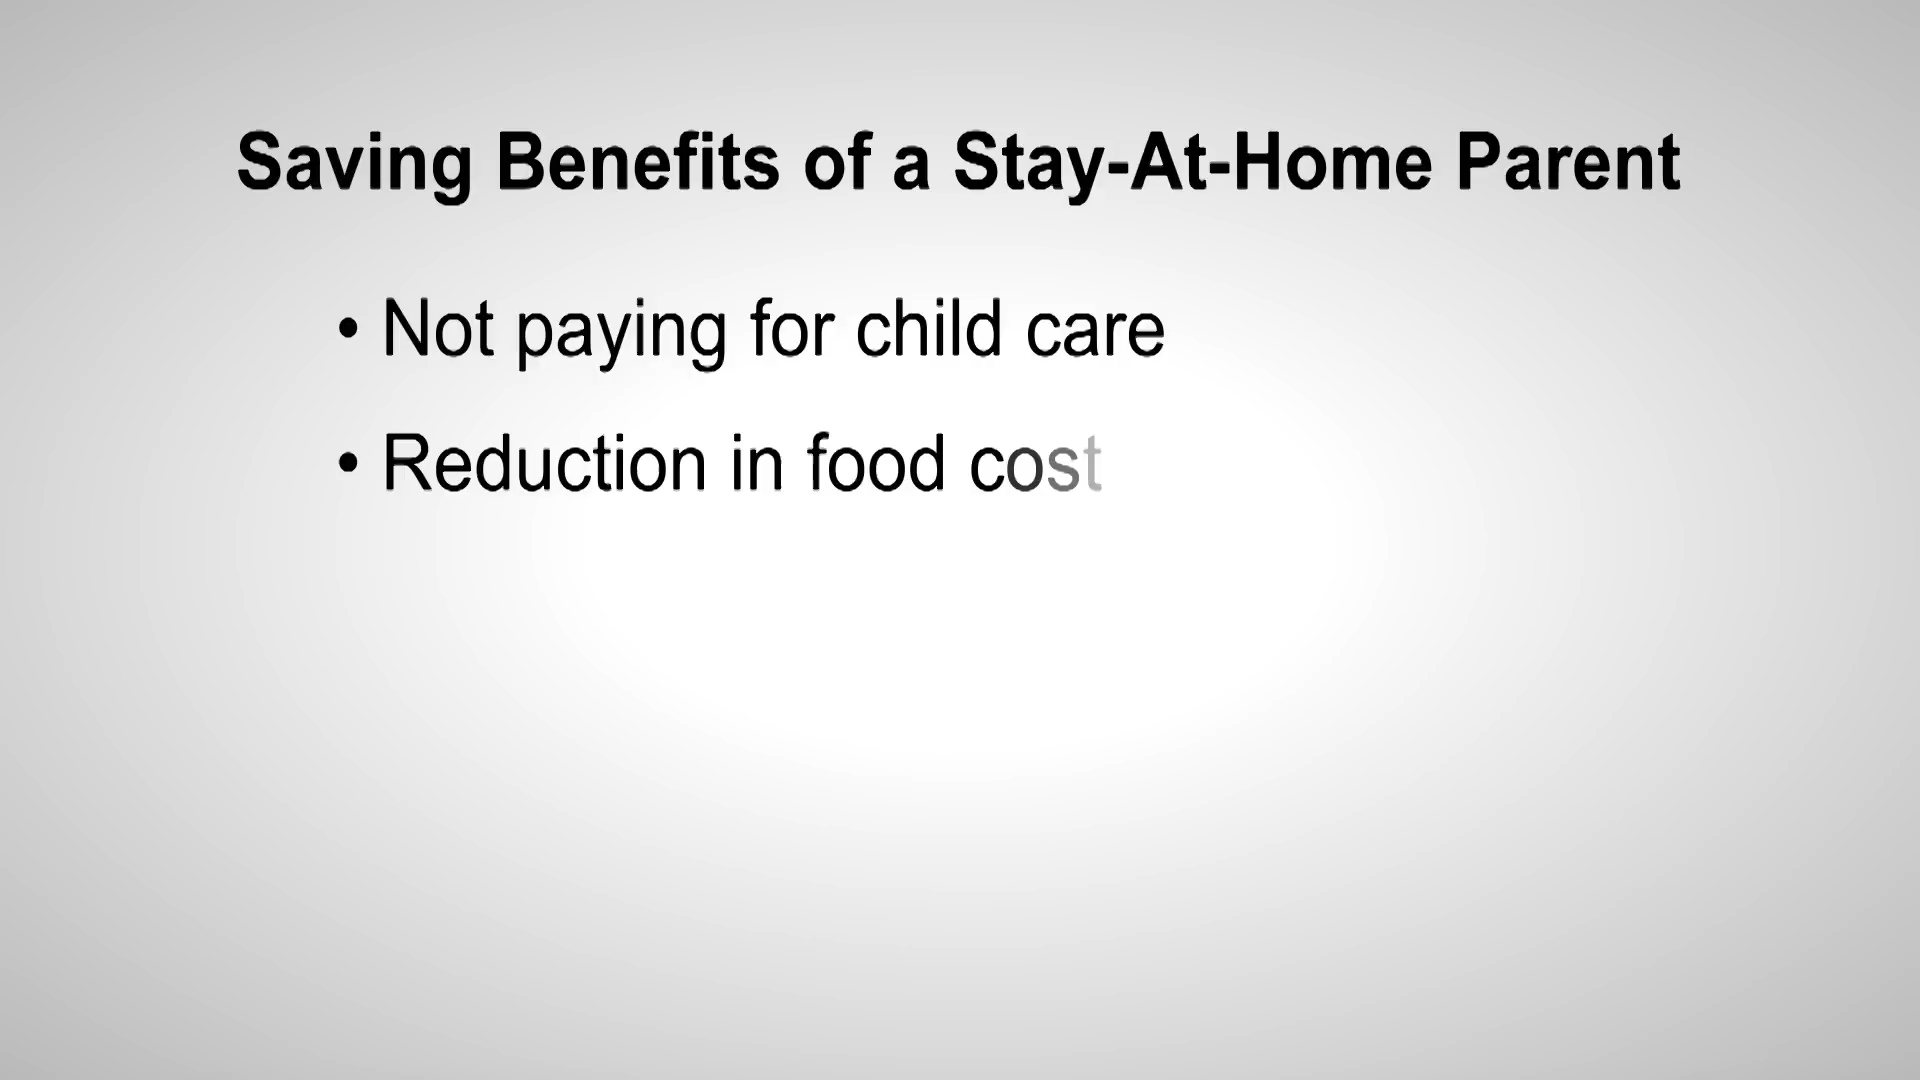 Saving Benefits of a Stay-At-Home Parent
• Not paying for child care
• Reduction in food cost